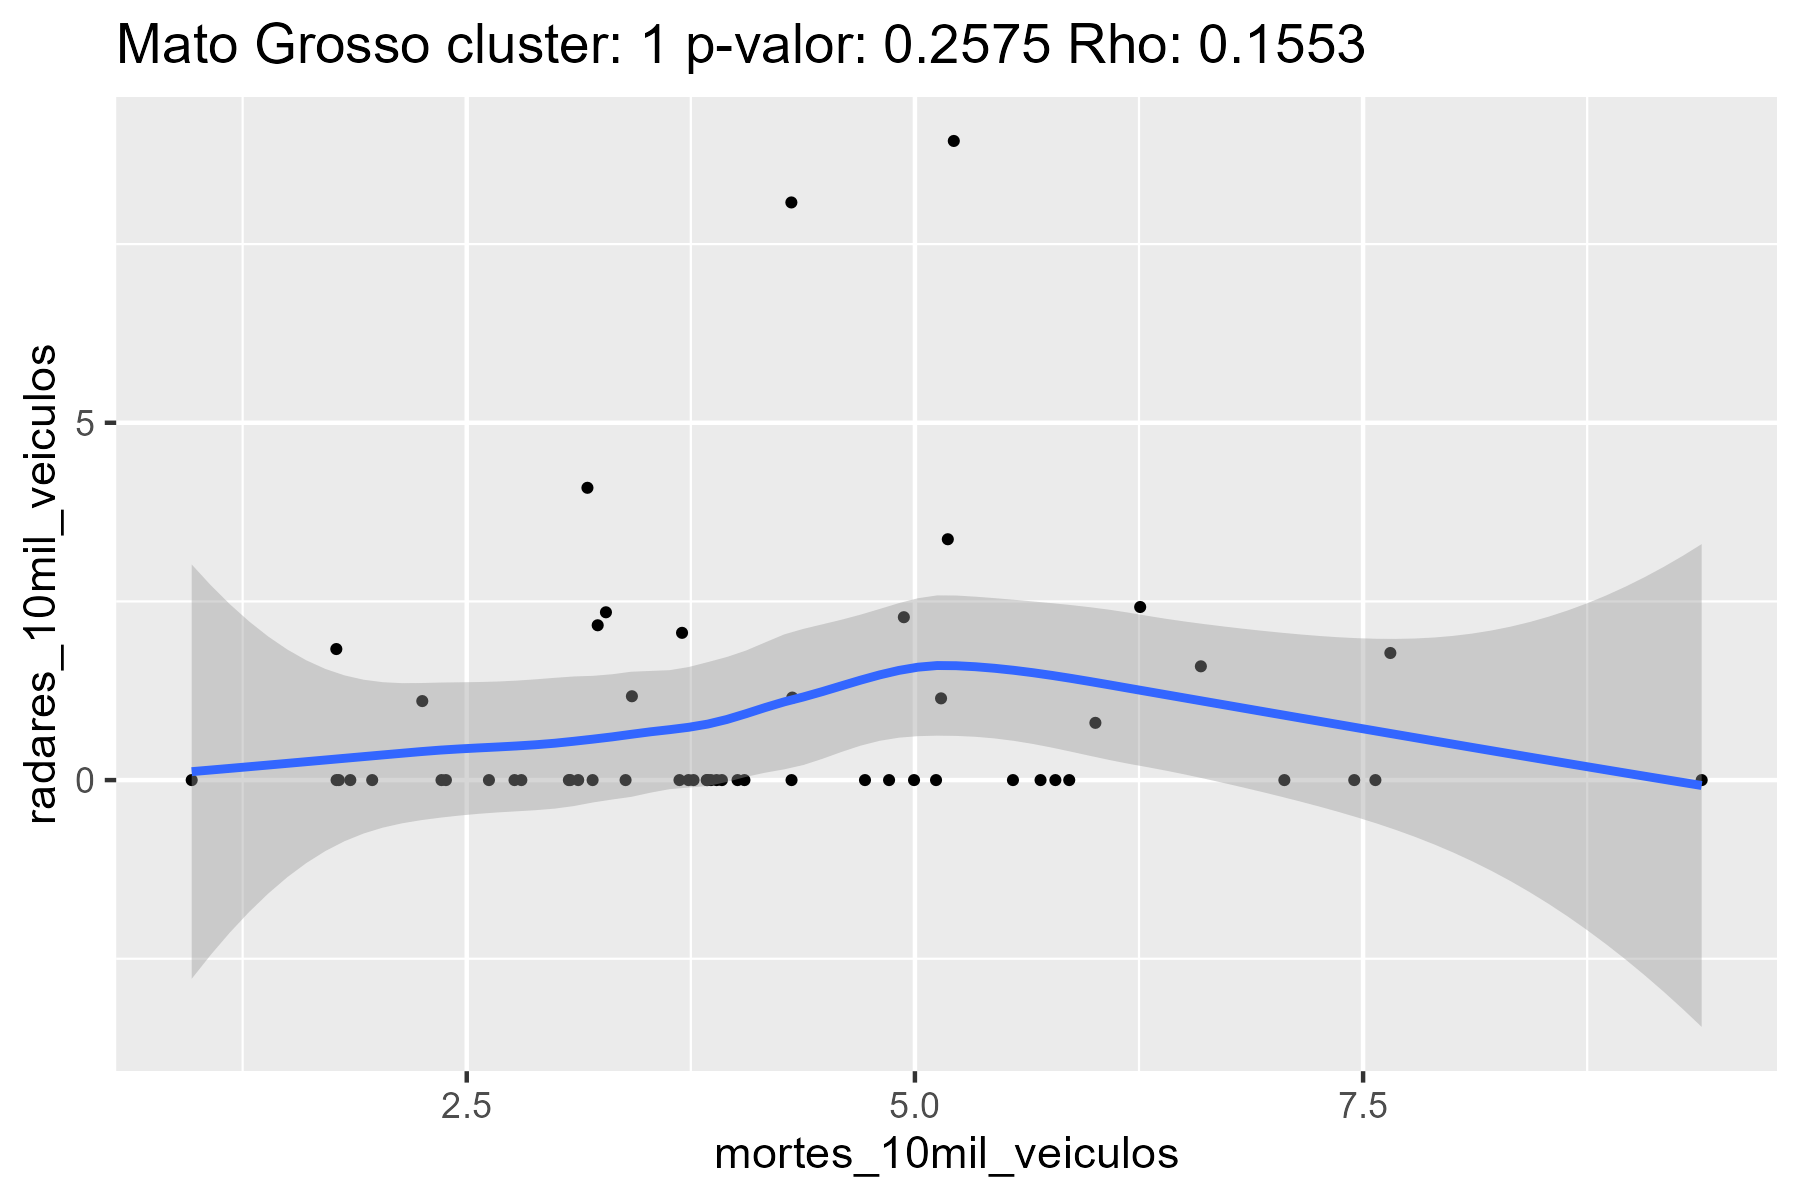 Mato Grosso cluster: 1 p-valor: 0.2575 Rho: 0.1553
radares_10mil_veiculos
5
0
2.5 5.0 7.5
mortes_10mil_veiculos